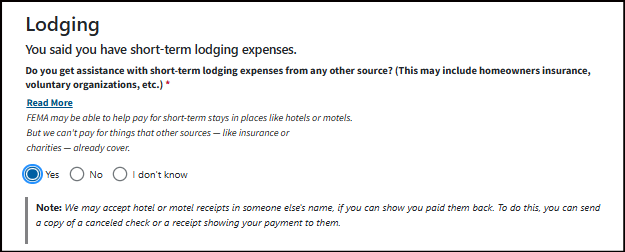 Lodging
You said you have short-term lodging expenses.
Do you get assistance with short-term lodging expenses from any other source? (This may include homeowners insurance,
voluntary organizations, etc.) *
Read More
FEMA may be able to help pay for short-term stays in places like hotels or motels.
But we can't pay for things that other sources — like insurance or
charities — already cover.
Yes No I don't know
Note: We may accept hotel or motel receipts in someone else's name, if you can show you paid them back. To do this, you can send
a copy of a canceled check or a receipt showing your payment to them.